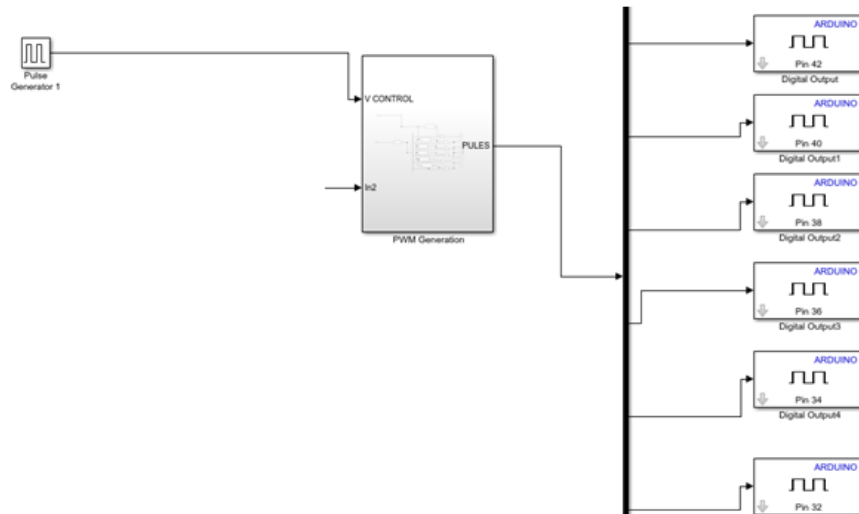 Pulse
Generator 1
V CONTROL
PULES
In2
PWM Generation
ARDUINO
Pin 42
Digital Output
ARDUINO
Pin 40
Digital Output1
ARDUINO
Pin 38
Digital Output2
ARDUINO
Pin 36
Digital Output3
ARDUINO
Pin 34
Digital Output4
ARDUINO
Pin 32